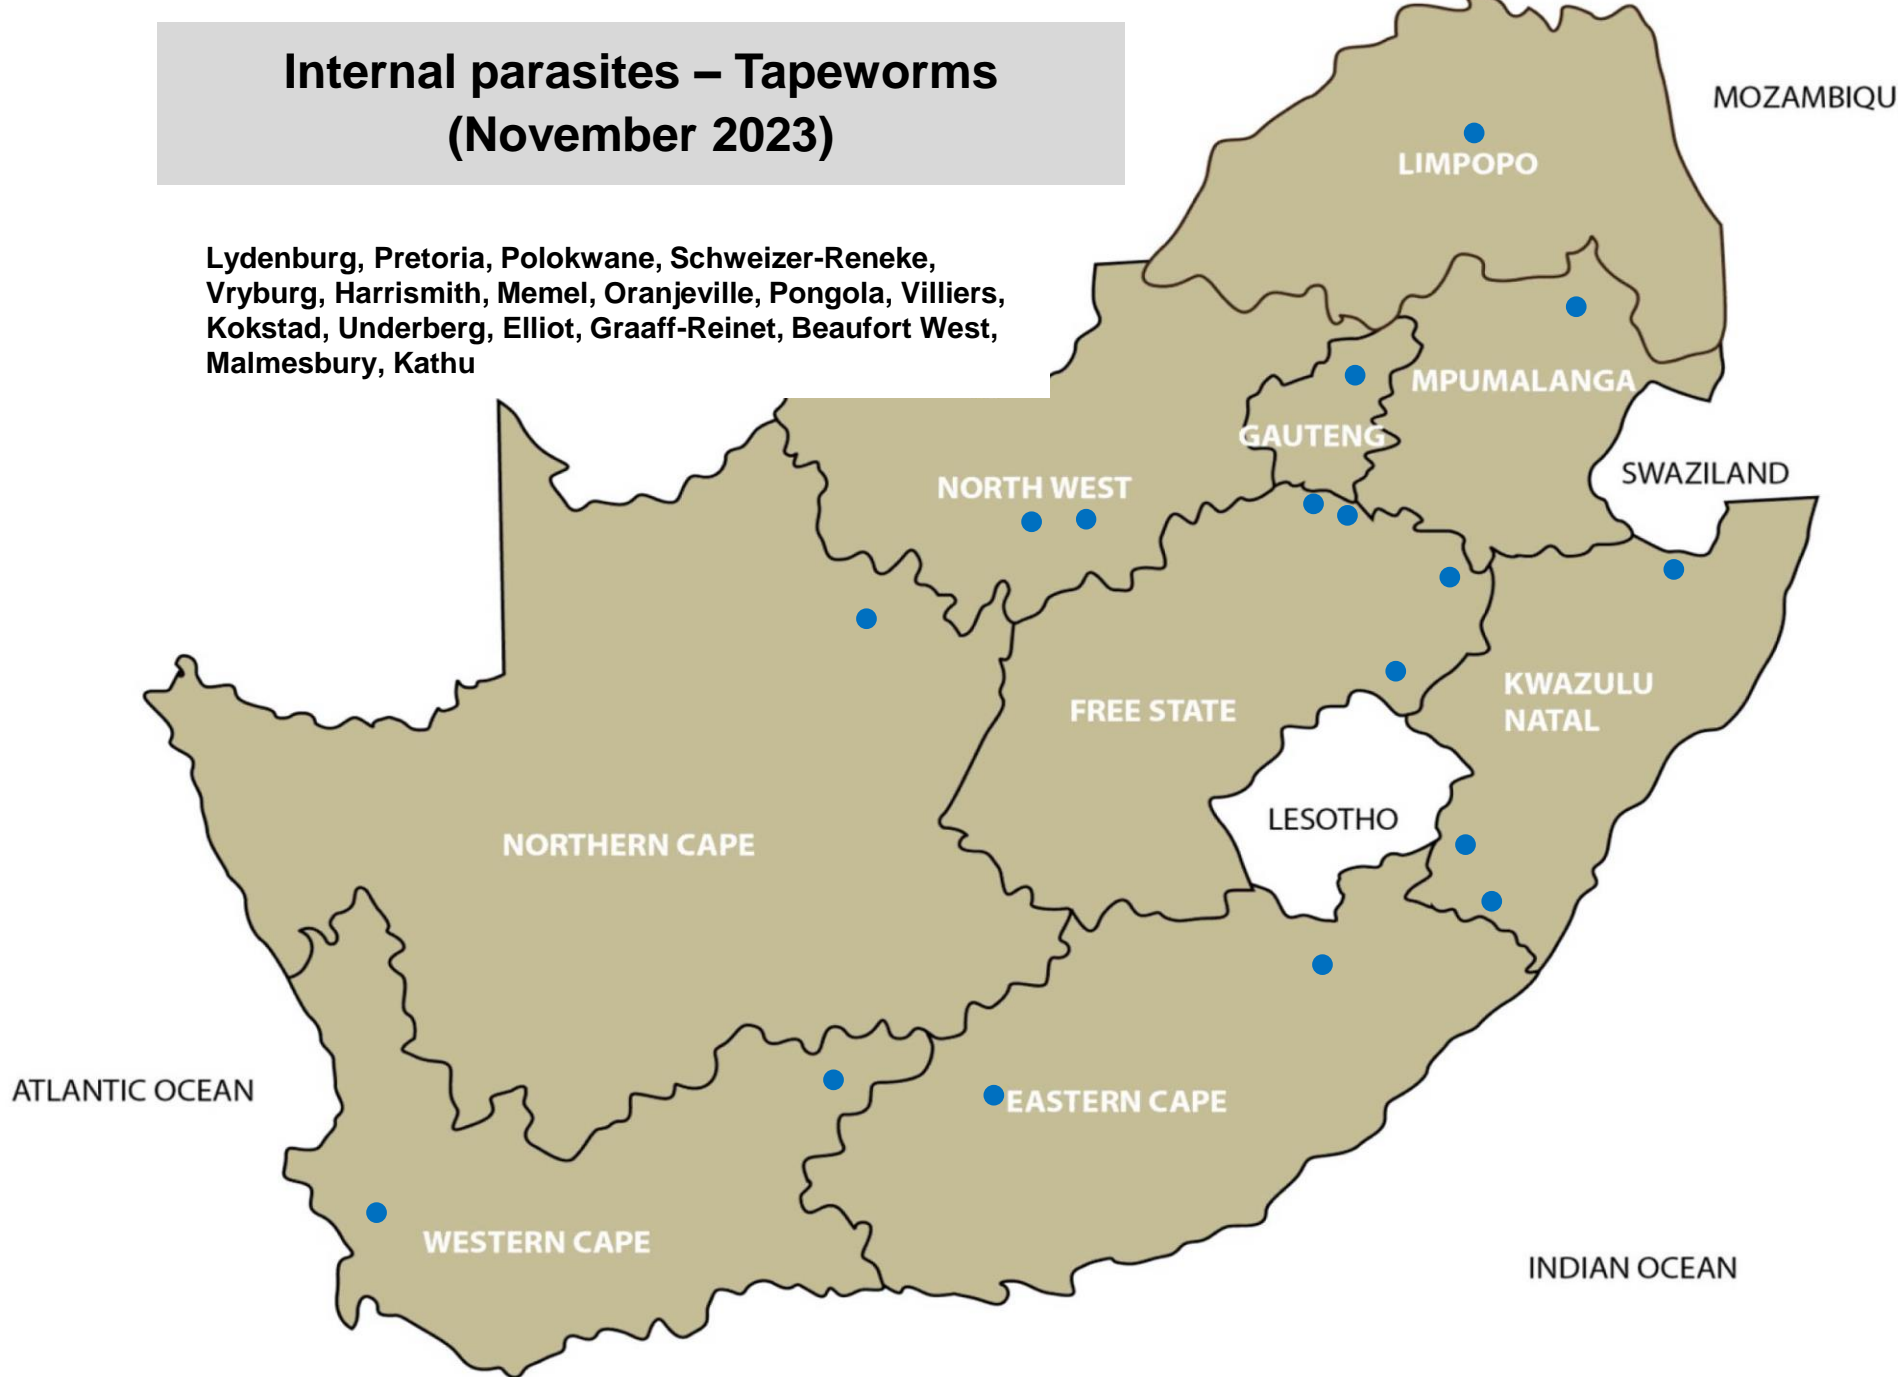 Internal parasites – Tapeworms
(November 2023)
MOZAMBIQU
LIMPOPO
Lydenburg, Pretoria, Polokwane, Schweizer-Reneke,
Vryburg, Harrismith, Memel, Oranjeville, Pongola, Villiers,
Kokstad, Underberg, Elliot, Graaff-Reinet, Beaufort West,
Malmesbury, Kathu
MPUMALANGA
GAUTENG
SWAZILAND
NORTH WEST
KWAZULU
NATAL
FREE STATE
LESOTHO
NORTHERN CAPE
ATLANTIC OCEAN
EASTERN CAPE
WESTERN CAPE
INDIAN OCEAN